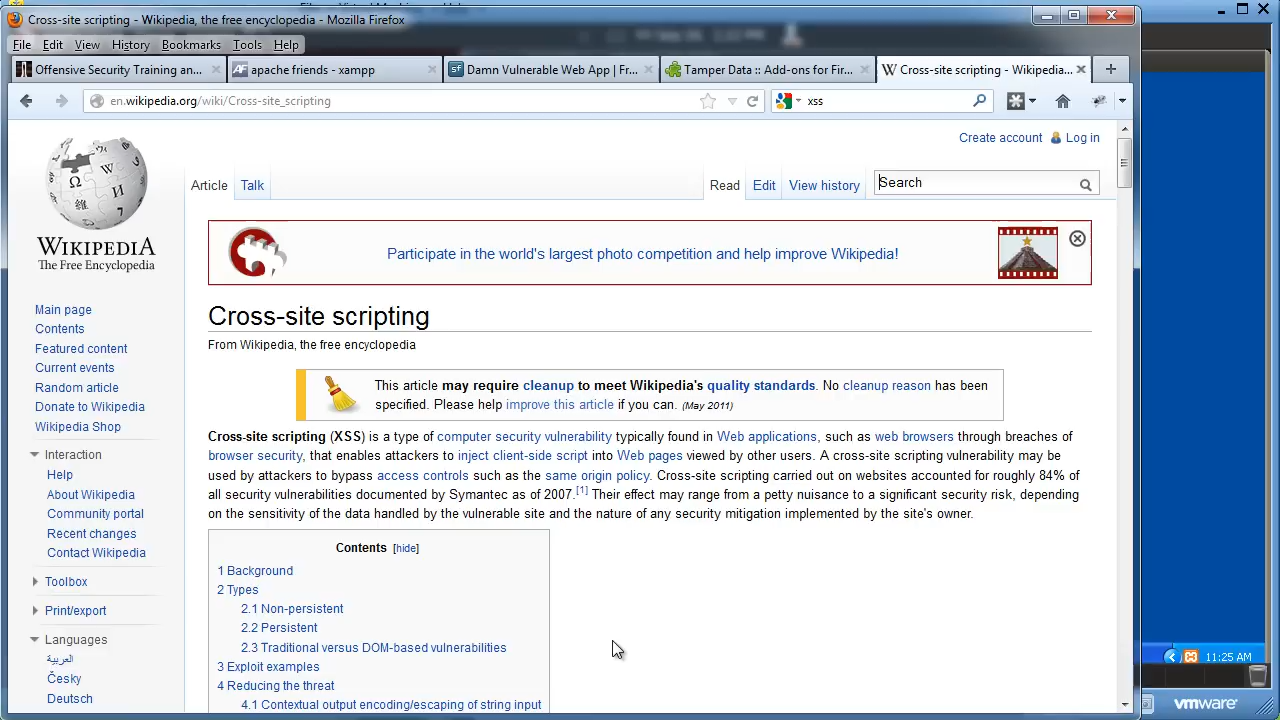 Cross-site scripting - Wikipedia, the free encyclopedia - Mozilla Firefox
File Edit View History Bookmarks Tools Help
Offensive Security Training an...
apache friends - xampp
Damn Vulnerable Web App | Fr...
Tamper Data :: Add-ons for Fir...
Cross-site scripting - Wikipedia...
en.wikipedia.org/wiki/Cross-site_scripting
xss
Create account Log in
Article Talk Read Edit View history Search
WIKIPEDIA
The Free Encyclopedia
Participate in the world's largest photo competition and help improve Wikipedia!
Main page
Contents
Featured content
Current events
Random article
Donate to Wikipedia
Wikipedia Shop
Interaction
Help
About Wikipedia
Community portal
Recent changes
Contact Wikipedia
Toolbox
Print/export
Languages
العربية
Česky
Deutsch
Cross-site scripting
From Wikipedia, the free encyclopedia
This article may require cleanup to meet Wikipedia's quality standards. No cleanup reason has been
specified. Please help improve this article if you can. (May 2011)
Cross-site scripting (XSS) is a type of computer security vulnerability typically found in Web applications, such as web browsers through breaches of
browser security, that enables attackers to inject client-side script into Web pages viewed by other users. A cross-site scripting vulnerability may be
used by attackers to bypass access controls such as the same origin policy. Cross-site scripting carried out on websites accounted for roughly 84% of
all security vulnerabilities documented by Symantec as of 2007.[1] Their effect may range from a petty nuisance to a significant security risk, depending
on the sensitivity of the data handled by the vulnerable site and the nature of any security mitigation implemented by the site's owner.
Contents [hide]
1 Background
2 Types
2.1 Non-persistent
2.2 Persistent
2.3 Traditional versus DOM-based vulnerabilities
3 Exploit examples
4 Reducing the threat
4.1 Contextual output encoding/escaping of string input
11:25 AM
vmware